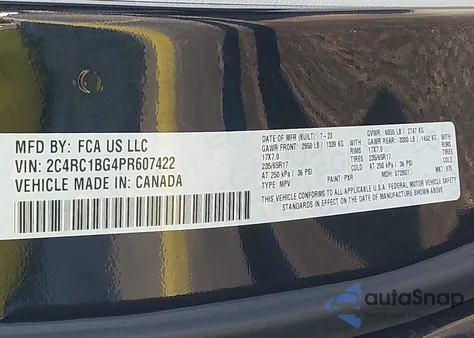 MFD BY: FCA US LLC
VIN: 2C4RC1BG4PR607422
VEHICLE MADE IN: CANADA
DATE OF MFR (BUILT): 7-23
GVWR: 6055 LB / 2747 KG
GAWR FRONT: 2950 LB / 1339 KG
GAWR REAR: 3200 LB / 1452 KG
17X7.0
17X7.0
235/65R17
235/65R17
AT 250 kPa / 36 PSI
AT 250 kPa / 36 PSI
TYPE: MPV
PAINT: PXR
MDH: 072807
THIS VEHICLE CONFORMS TO ALL APPLICABLE U.S.A. FEDERAL MOTOR VEHICLE SAFETY
STANDARDS IN EFFECT ON THE DATE OF MANUFACTURE SHOWN ABOVE.
autoSnap